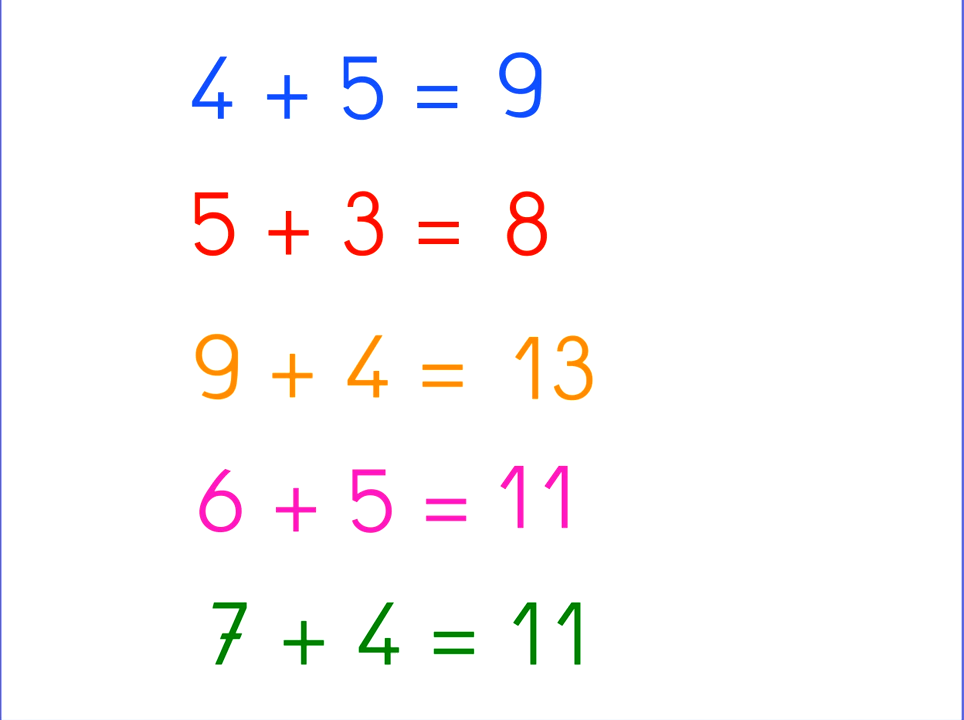 4 + 5 = 9
5 + 3 = 8
9 + 4 = 13
6 + 5 = 11
7 + 4 = 11